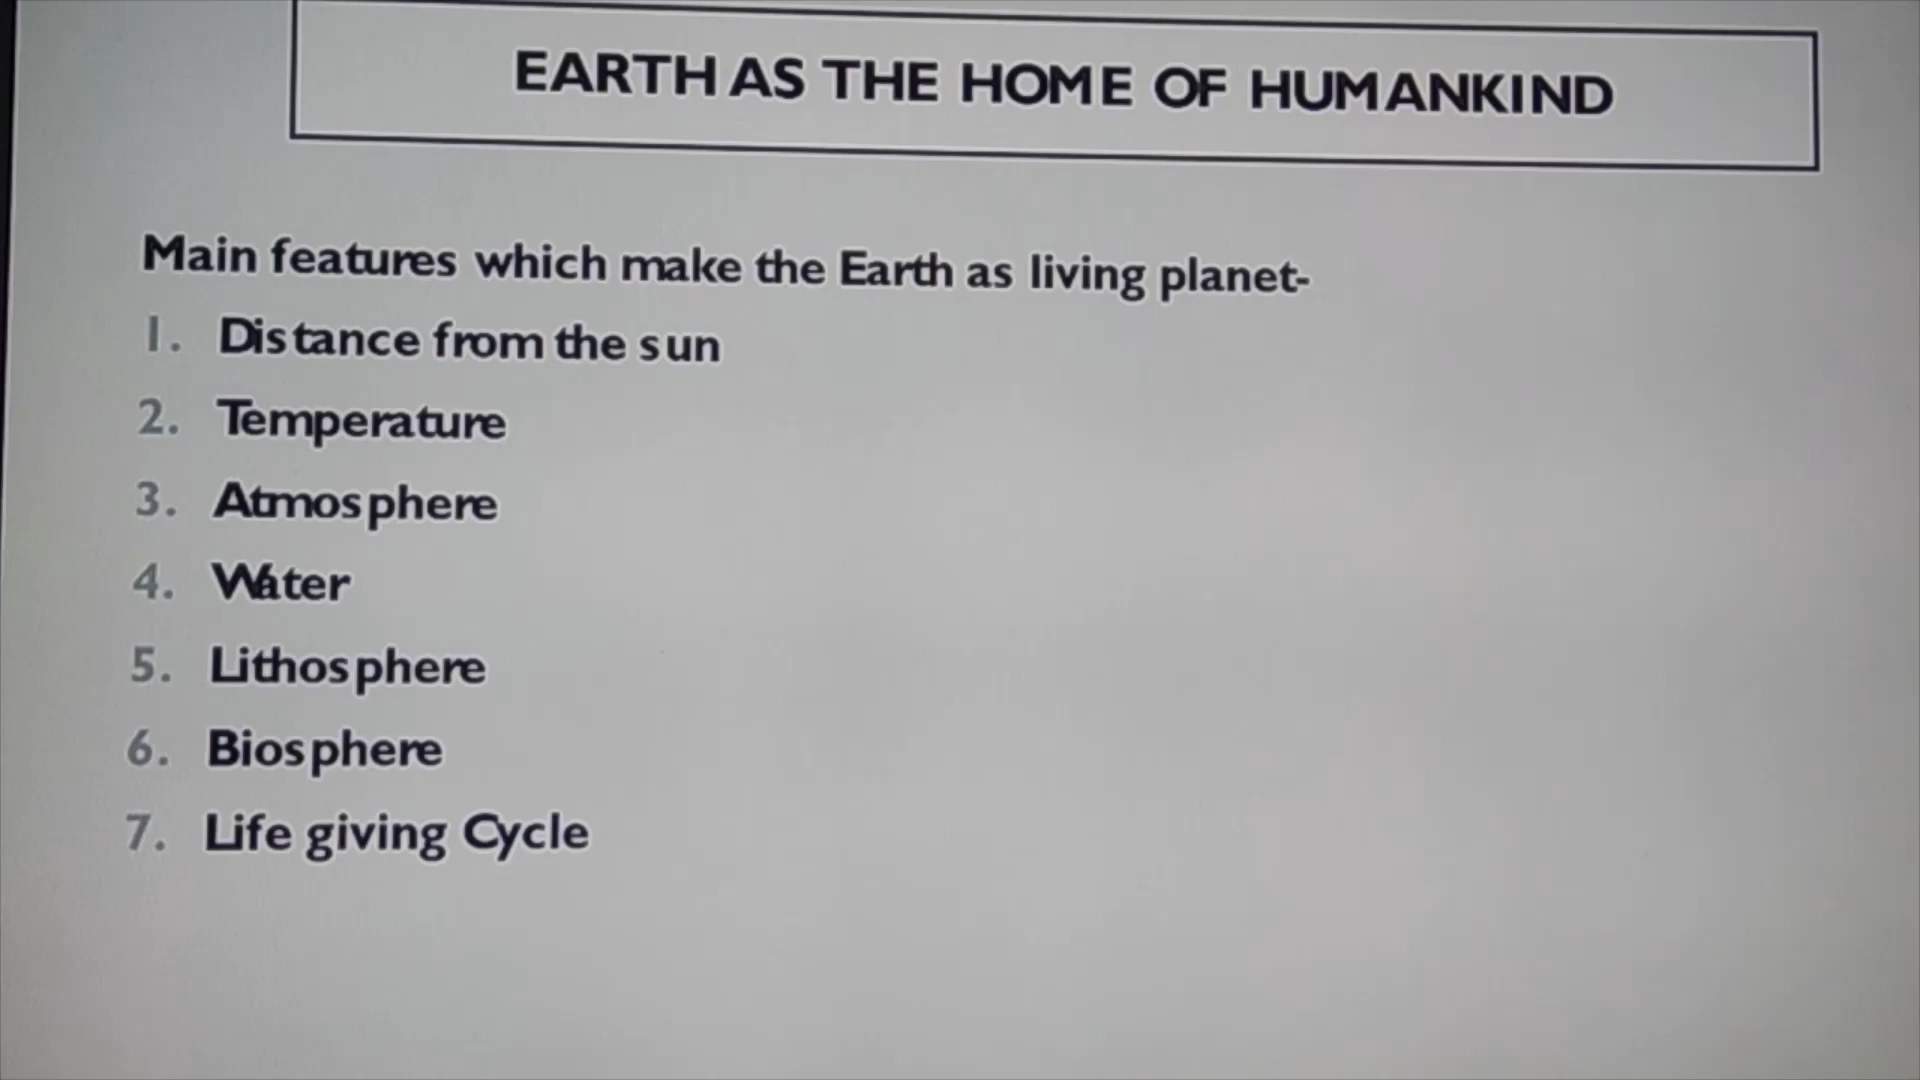 EARTH AS THE HOME OF HUMANKIND
Main features which make the Earth as living planet-
1. Distance from the sun
2. Temperature
3. Atmosphere
4. Water
5. Lithosphere
6. Biosphere
7. Life giving Cycle